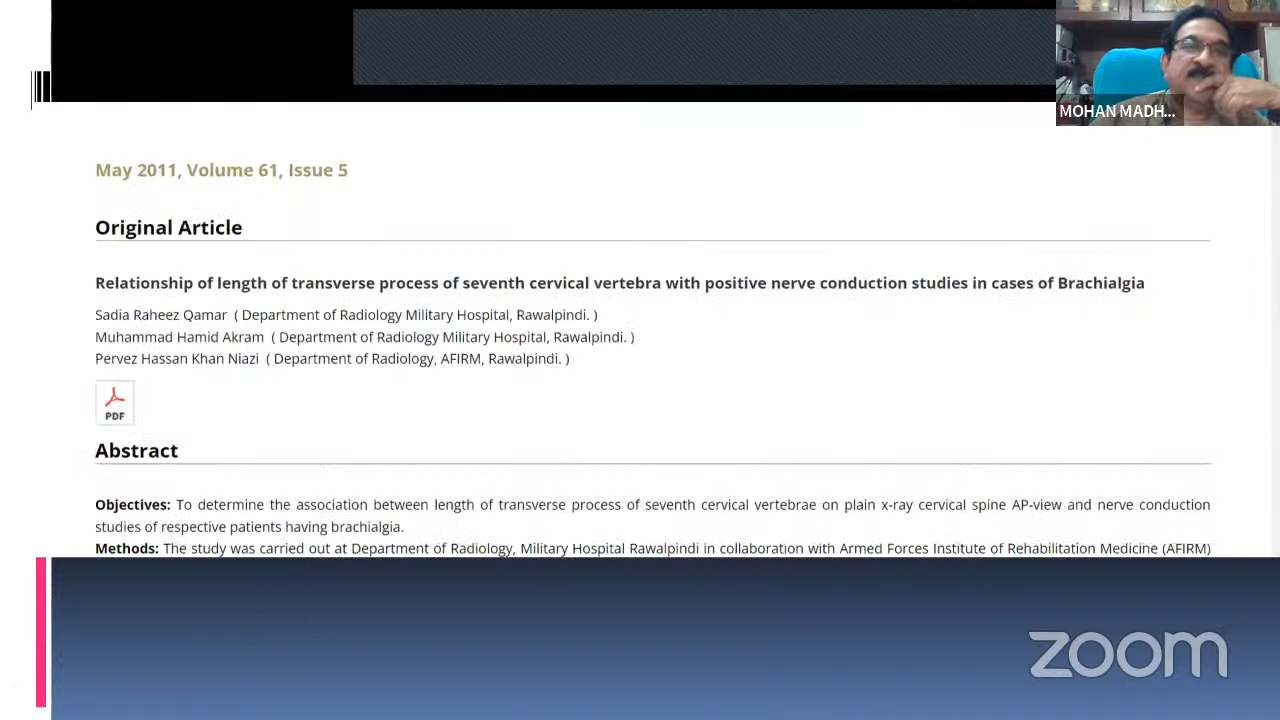 MOHAN MADH...
May 2011, Volume 61, Issue 5
Original Article
Relationship of length of transverse process of seventh cervical vertebra with positive nerve conduction studies in cases of Brachialgia
Sadia Raheez Qamar ( Department of Radiology Military Hospital, Rawalpindi. )
Muhammad Hamid Akram ( Department of Radiology Military Hospital, Rawalpindi. )
Pervez Hassan Khan Niazi ( Department of Radiology, AFIRM, Rawalpindi. )
PDF
Abstract
Objectives: To determine the association between length of transverse process of seventh cervical vertebrae on plain x-ray cervical spine AP-view and nerve conduction
studies of respective patients having brachialgia.
Methods: The study was carried out at Department of Radiology, Military Hospital Rawalpindi in collaboration with Armed Forces Institute of Rehabilitation Medicine (AFIRM)
zoom